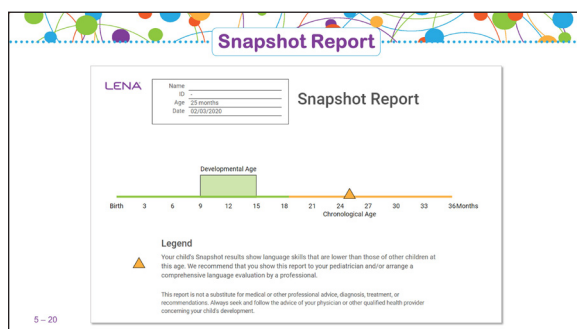 Snapshot Report
LENA
Name
ID -
Age 25 months
Date 02/03/2020
Snapshot Report
Developmental Age
Birth 3 6 9 12 15 18 21 24 27 30 33 36Months
Chronological Age
Legend
Your child's Snapshot results show language skills that are lower than those of other children at
this age. We recommend that you show this report to your pediatrician and/or arrange a
comprehensive language evaluation by a professional.
This report is not a substitute for medical or other professional advice, diagnosis, treatment, or
recommendations. Always seek and follow the advice of your physician or other qualified health provider
concerning your child's development.
5 – 20